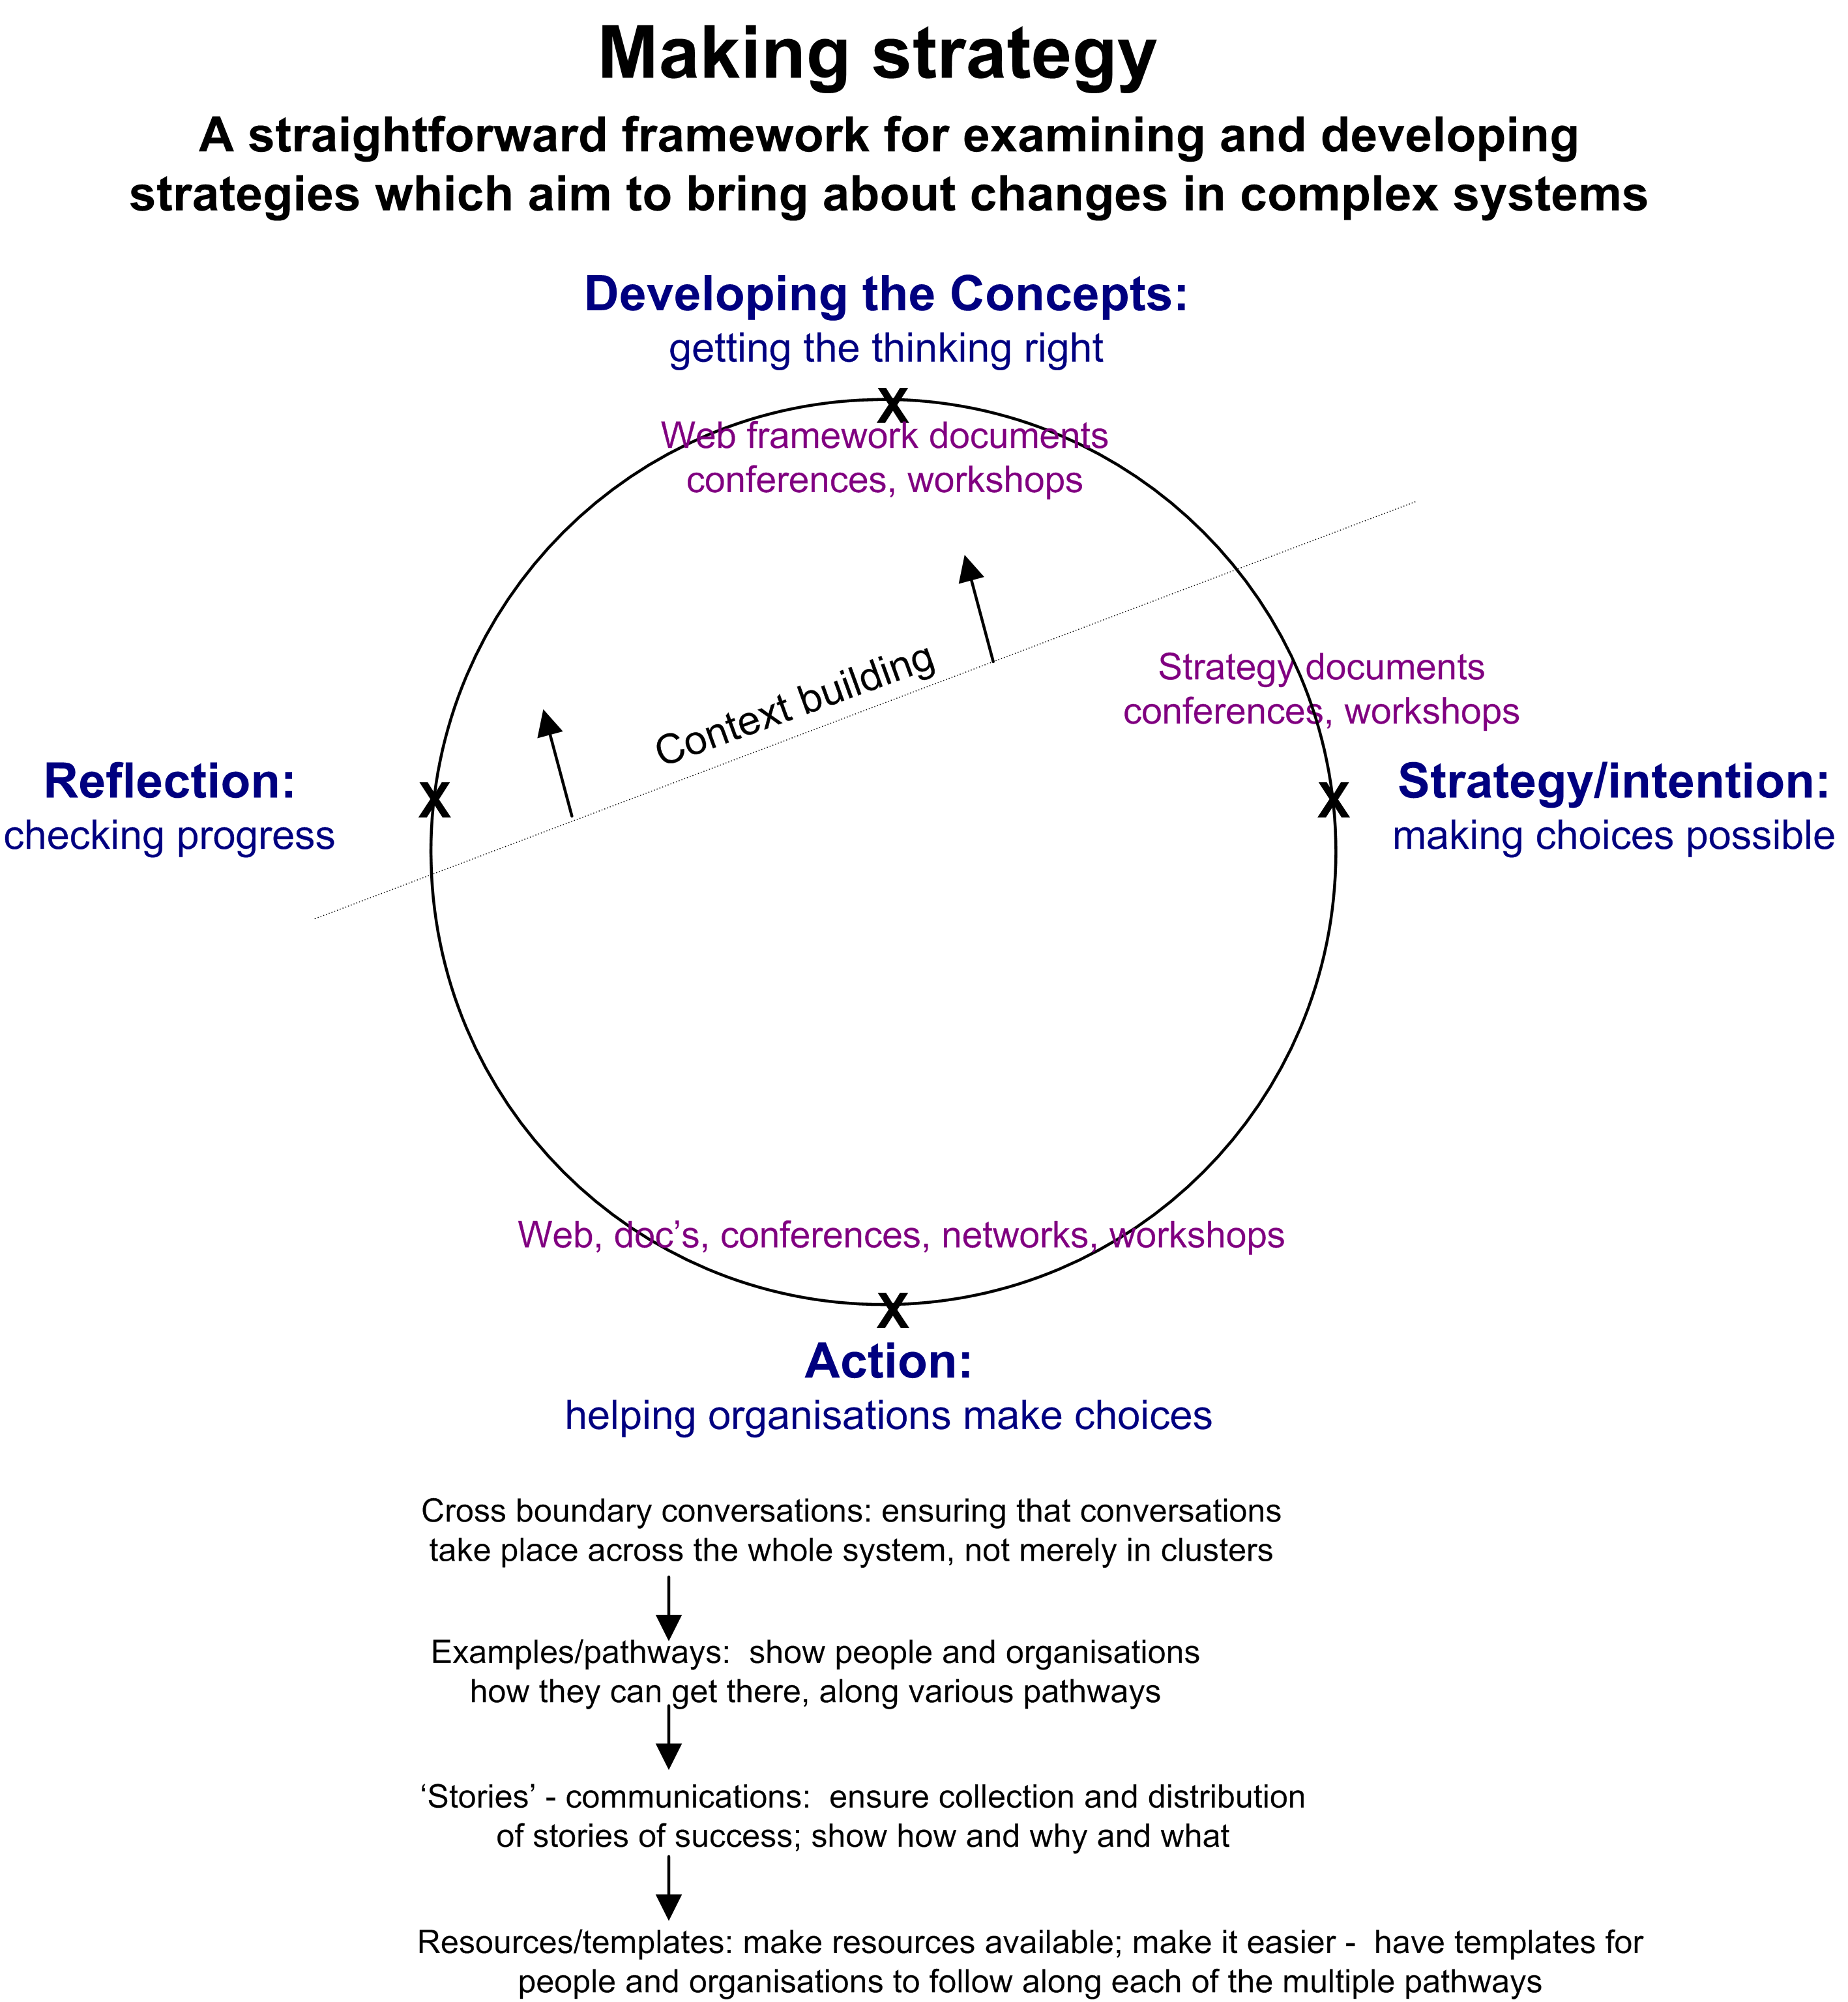 Making strategy
A straightforward framework for examining and developing
strategies which aim to bring about changes in complex systems
Developing the Concepts:
getting the thinking right
X
Web framework documents
conferences, workshops
Context building
Strategy documents
conferences, workshops
Reflection:
checking progress
X
X
Strategy/intention:
making choices possible
Web, doc’s, conferences, networks, workshops
X
Action:
helping organisations make choices
Cross boundary conversations: ensuring that conversations
take place across the whole system, not merely in clusters
Examples/pathways:  show people and organisations
how they can get there, along various pathways
‘Stories’ - communications:  ensure collection and distribution
of stories of success; show how and why and what
Resources/templates: make resources available; make it easier -  have templates for
people and organisations to follow along each of the multiple pathways